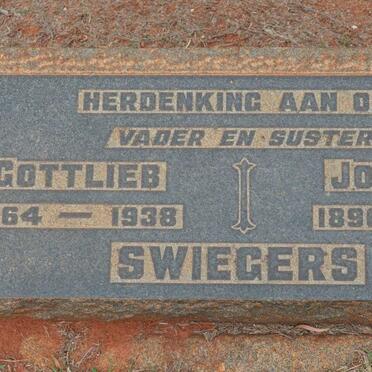 HERDENKING AAN O
VADER EN SUSTER
GOTTLIEB JO
64 — 1938 189
SWIEGERS